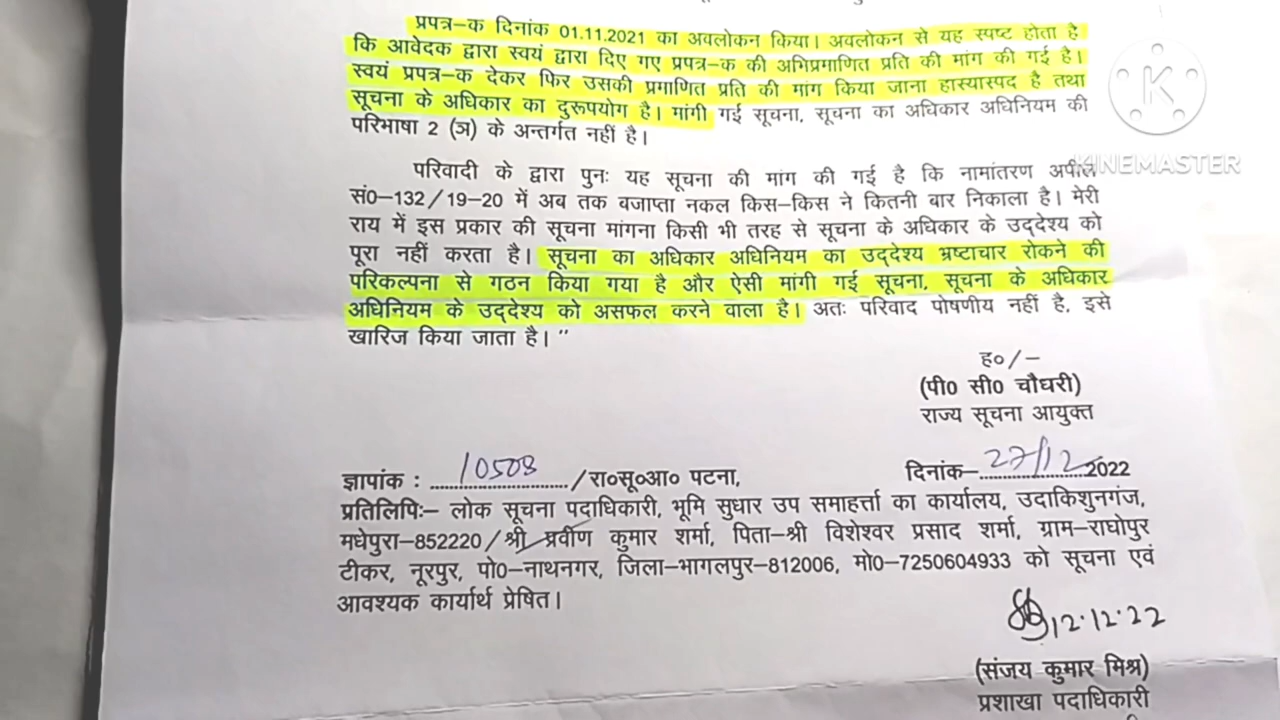 प्रपत्र–क दिनांक 01.11.2021 का अवलोकन किया। अवलोकन से यह स्पष्ट होता है
कि आवेदक द्वारा स्वयं द्वारा दिए गए प्रपत्र–क की अभिप्रमाणित प्रति की मांग की गई है।
स्वयं प्रपत्र–क देकर फिर उसकी प्रमाणित प्रति की मांग किया जाना हास्यास्पद है तथा
सूचना के अधिकार का दुरूपयोग है। मांगी गई सूचना, सूचना का अधिकार अधिनियम की
परिभाषा 2 (ञ) के अन्तर्गत नहीं है।
परिवादी के द्वारा पुनः यह सूचना की मांग की गई है कि नामांतरण अपील
सं0–132/19–20 में अब तक वजाप्ता नकल किस–किस ने कितनी बार निकाला है। मेरी
राय में इस प्रकार की सूचना मांगना किसी भी तरह से सूचना के अधिकार के उद्देश्य को
पूरा नहीं करता है। सूचना का अधिकार अधिनियम का उद्देश्य भ्रष्टाचार रोकने की
परिकल्पना से गठन किया गया है और ऐसी मांगी गई सूचना, सूचना के अधिकार
अधिनियम के उद्देश्य को असफल करने वाला है। अतः परिवाद पोषणीय नहीं है, इसे
खारिज किया जाता है। ”
ह०/–
(पी0 सी0 चौधरी)
राज्य सूचना आयुक्त
ज्ञापांक : 10508 /रा०सू०आ० पटना, दिनांक– 27/12 2022
प्रतिलिपिः– लोक सूचना पदाधिकारी, भूमि सुधार उप समाहर्त्ता का कार्यालय, उदाकिशुनगंज,
मधेपुरा–852220/श्री प्रवीण कुमार शर्मा, पिता–श्री विशेश्वर प्रसाद शर्मा, ग्राम–राघोपुर
टीकर, नूरपुर, पो0–नाथनगर, जिला–भागलपुर–812006, मो0–7250604933 को सूचना एवं
आवश्यक कार्यार्थ प्रेषित।
12.12.22
(संजय कुमार मिश्र)
प्रशाखा पदाधिकारी
K
KINEMASTER